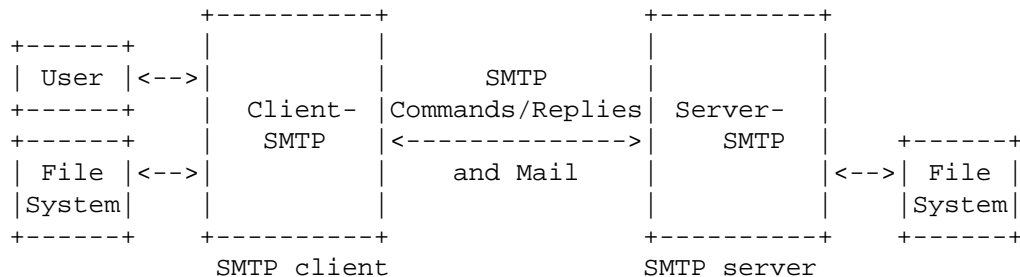 +----------+                +----------+
+------+        |          |                |          |
| User |<-->|          |      SMTP      |          |
+------+        | Client-  |Commands/Replies| Server-  |
+------+        |   SMTP   |<-------------->|   SMTP   |    +------+
| File |<-->|          |    and Mail    |          |<-->| File |
|System|        |          |                |          |    |System|
+------+        +----------+                +----------+    +------+
                SMTP client                 SMTP server